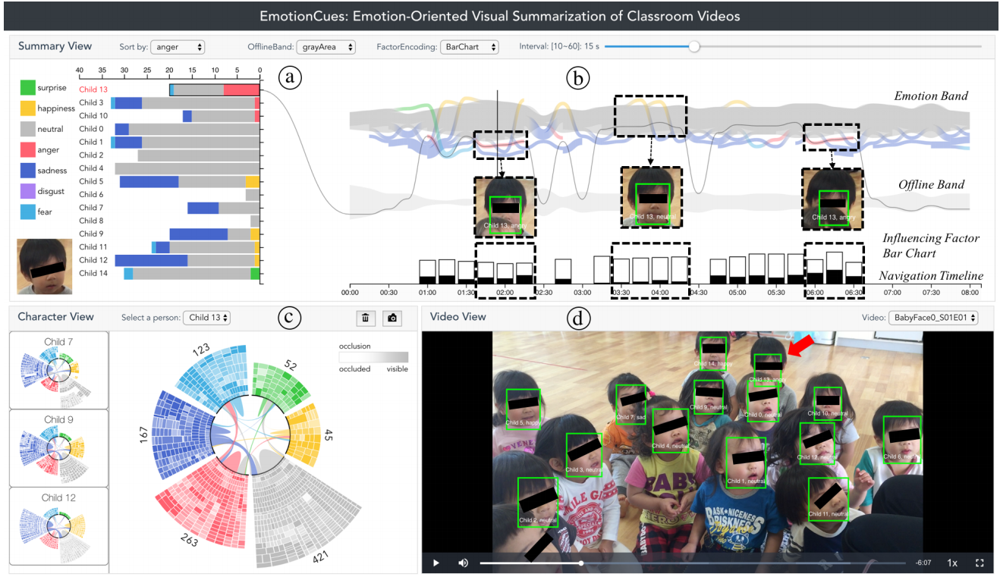 EmotionCues: Emotion-Oriented Visual Summarization of Classroom Videos
Summary View Sort by: anger OfflineBand: grayArea FactorEncoding: BarChart Interval: [10~60]: 15 s
40 35 30 25 20 15 10 5 0
surprise
happiness
neutral
anger
sadness
disgust
fear
Child 13
Child 3
Child 10
Child 0
Child 1
Child 2
Child 4
Child 5
Child 6
Child 7
Child 8
Child 9
Child 11
Child 12
Child 14
a
b
Emotion Band
Offline Band
Child 13, angry
Child 13, neutral
Child 13, angry
Influencing Factor
Bar Chart
Navigation Timeline
00:00 00:30 01:00 01:30 02:00 02:30 03:00 03:30 04:00 04:30 05:00 05:30 06:00 06:30 07:00 07:30 08:00
Character View Select a person: Child 13
c
Child 7
Child 9
Child 12
occlusion
occluded visible
123
52
45
421
263
167
Video View
d
Video: BabyFace0_S01E01
Child 14, happy
Child 13, angry
Child 5, happy
Child 7, sad
Child 9, neutral
Child 0, neutral
Child 10, neutral
Child 4, neutral
Child 3, neutral
Child 12, neutral
Child 6, neutral
Child 1, neutral
Child 2, neutral
Child 11, neutral
BABY
BASK★NICENESS
BRISKNESS
-6:07 1x